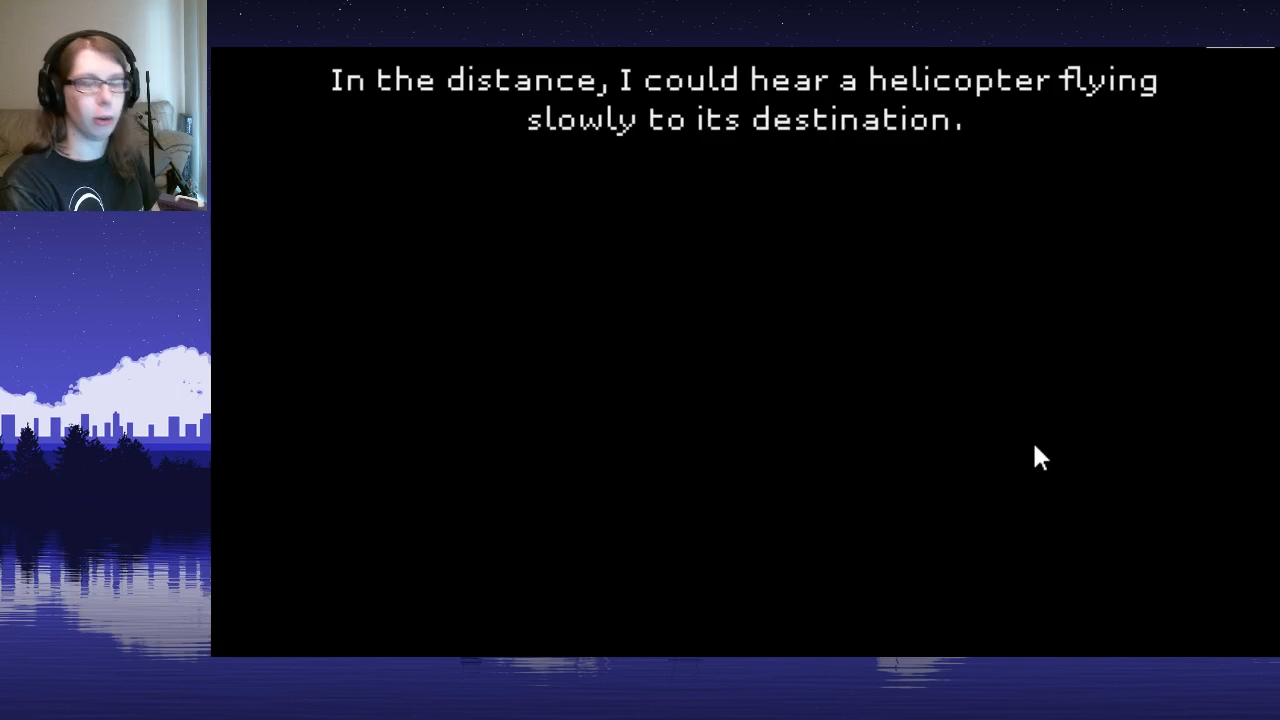 In the distance, I could hear a helicopter flying
slowly to its destination.